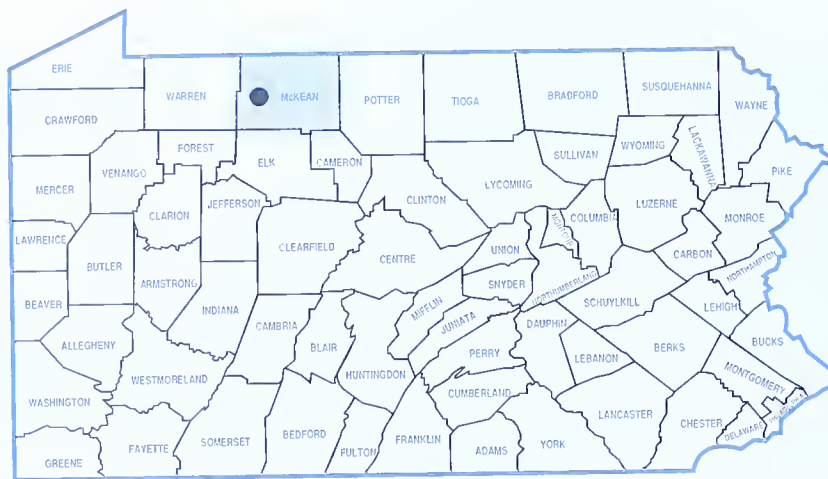 ERIE
WARREN
McKEAN
POTTER
TIOGA
BRADFORD
SUSQUEHANNA
WAYNE
CRAWFORD
FOREST
ELK
CAMERON
SULLIVAN
WYOMING
LACKAWANNA
PIKE
VENANGO
MERCER
CLARION
JEFFERSON
CLINTON
LYCOMING
COLUMBIA
LUZERNE
MONROE
LAWRENCE
BUTLER
CLEARFIELD
CENTRE
UNION
MONTOUR
CARBON
NORTHAMPTON
BEAVER
ARMSTRONG
INDIANA
SNYDER
NORTHUMBERLAND
SCHUYLKILL
LEHIGH
ALLEGHENY
CAMBRIA
BLAIR
MIFFLIN
JUNIATA
DAUPHIN
BERKS
BUCKS
WESTMORELAND
HUNTINGDON
PERRY
LEBANON
MONTGOMERY
WASHINGTON
CUMBERLAND
LANCASTER
CHESTER
DELAWARE
GREENE
FAYETTE
SOMERSET
BEDFORD
FULTON
FRANKLIN
ADAMS
YORK